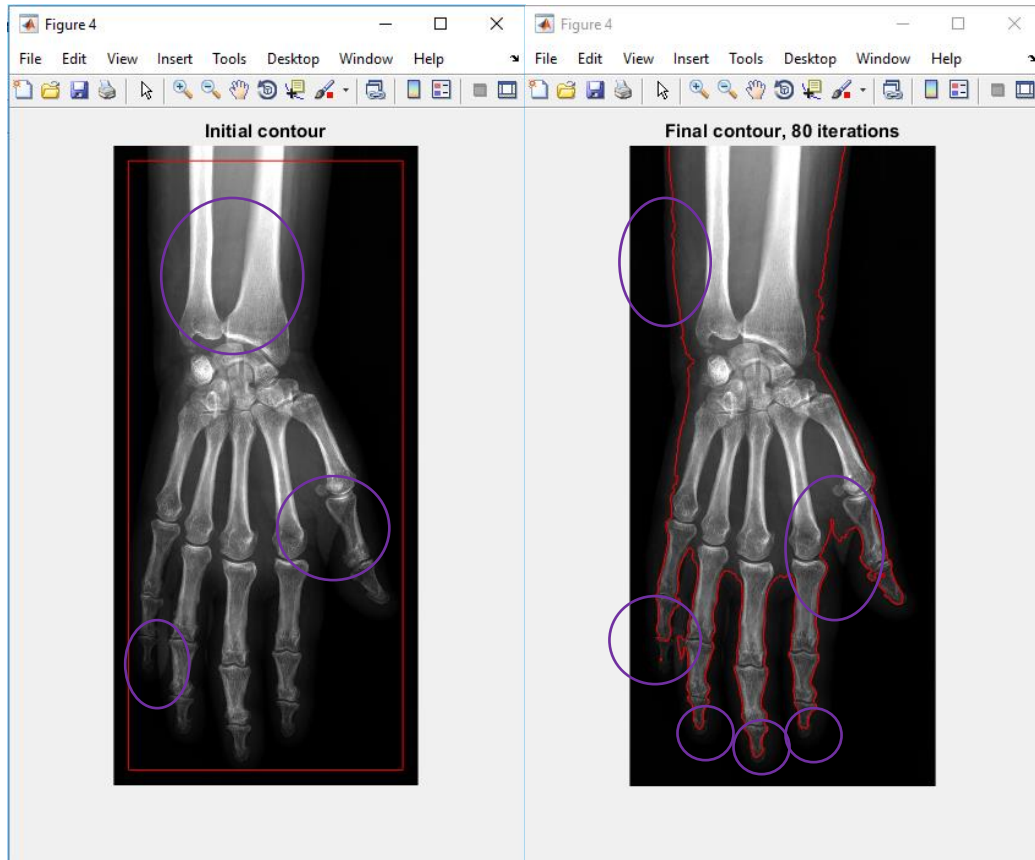 Figure 4
File Edit View Insert Tools Desktop Window Help
Initial contour
Figure 4
File Edit View Insert Tools Desktop Window Help
Final contour, 80 iterations